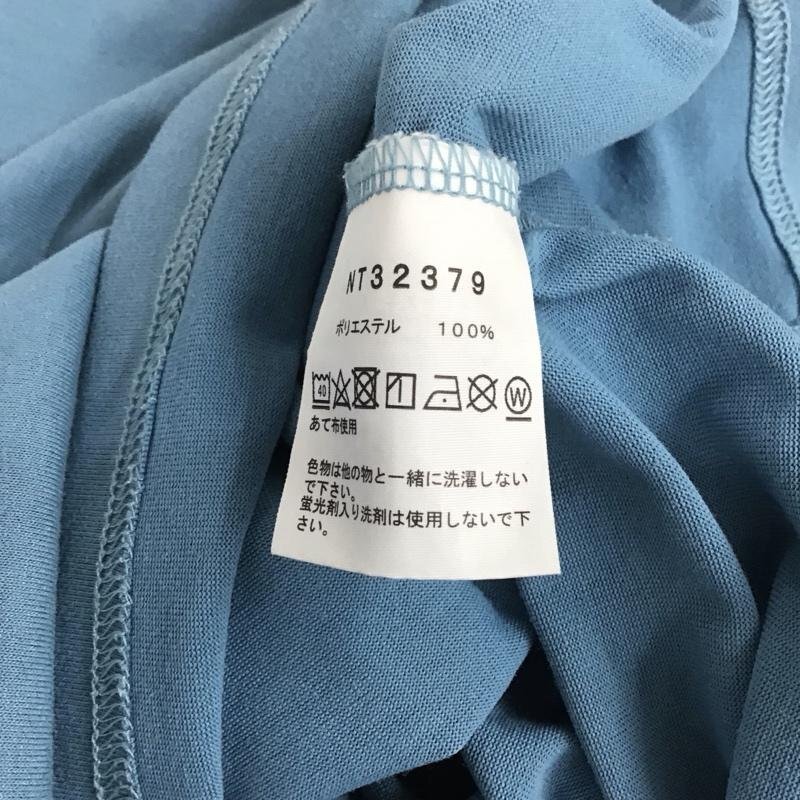 NT32379
ポリエステル 100%
40 W
あて布使用
色物は他の物と一緒に洗濯しない
で下さい。
蛍光剤入り洗剤は使用しないで下
さい。